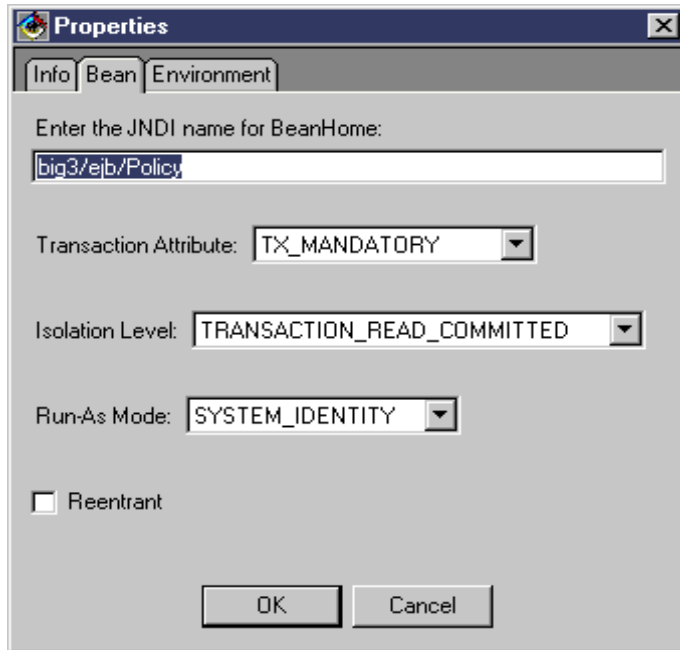 Properties
Info Bean Environment
Enter the JNDI name for BeanHome:
big3/ejb/Policy
Transaction Attribute: TX_MANDATORY
Isolation Level: TRANSACTION_READ_COMMITTED
Run-As Mode: SYSTEM_IDENTITY
Reentrant
OK Cancel